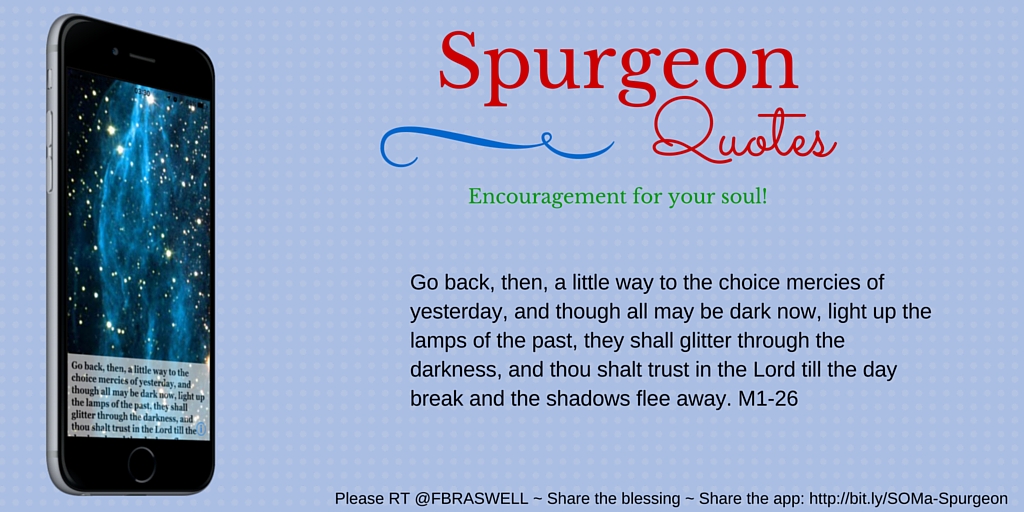 Spurgeon
Quotes
Encouragement for your soul!
Go back, then, a little way to the choice mercies of
yesterday, and though all may be dark now, light up the
lamps of the past, they shall glitter through the
darkness, and thou shalt trust in the Lord till the day
break and the shadows flee away. M1-26
Go back, then, a little way to the
choice mercies of yesterday, and
though all may be dark now, light up
the lamps of the past, they shall
glitter through the darkness, and
thou shalt trust in the Lord till the
Please RT @FBRASWELL ~ Share the blessing ~ Share the app: http://bit.ly/SOMa-Spurgeon